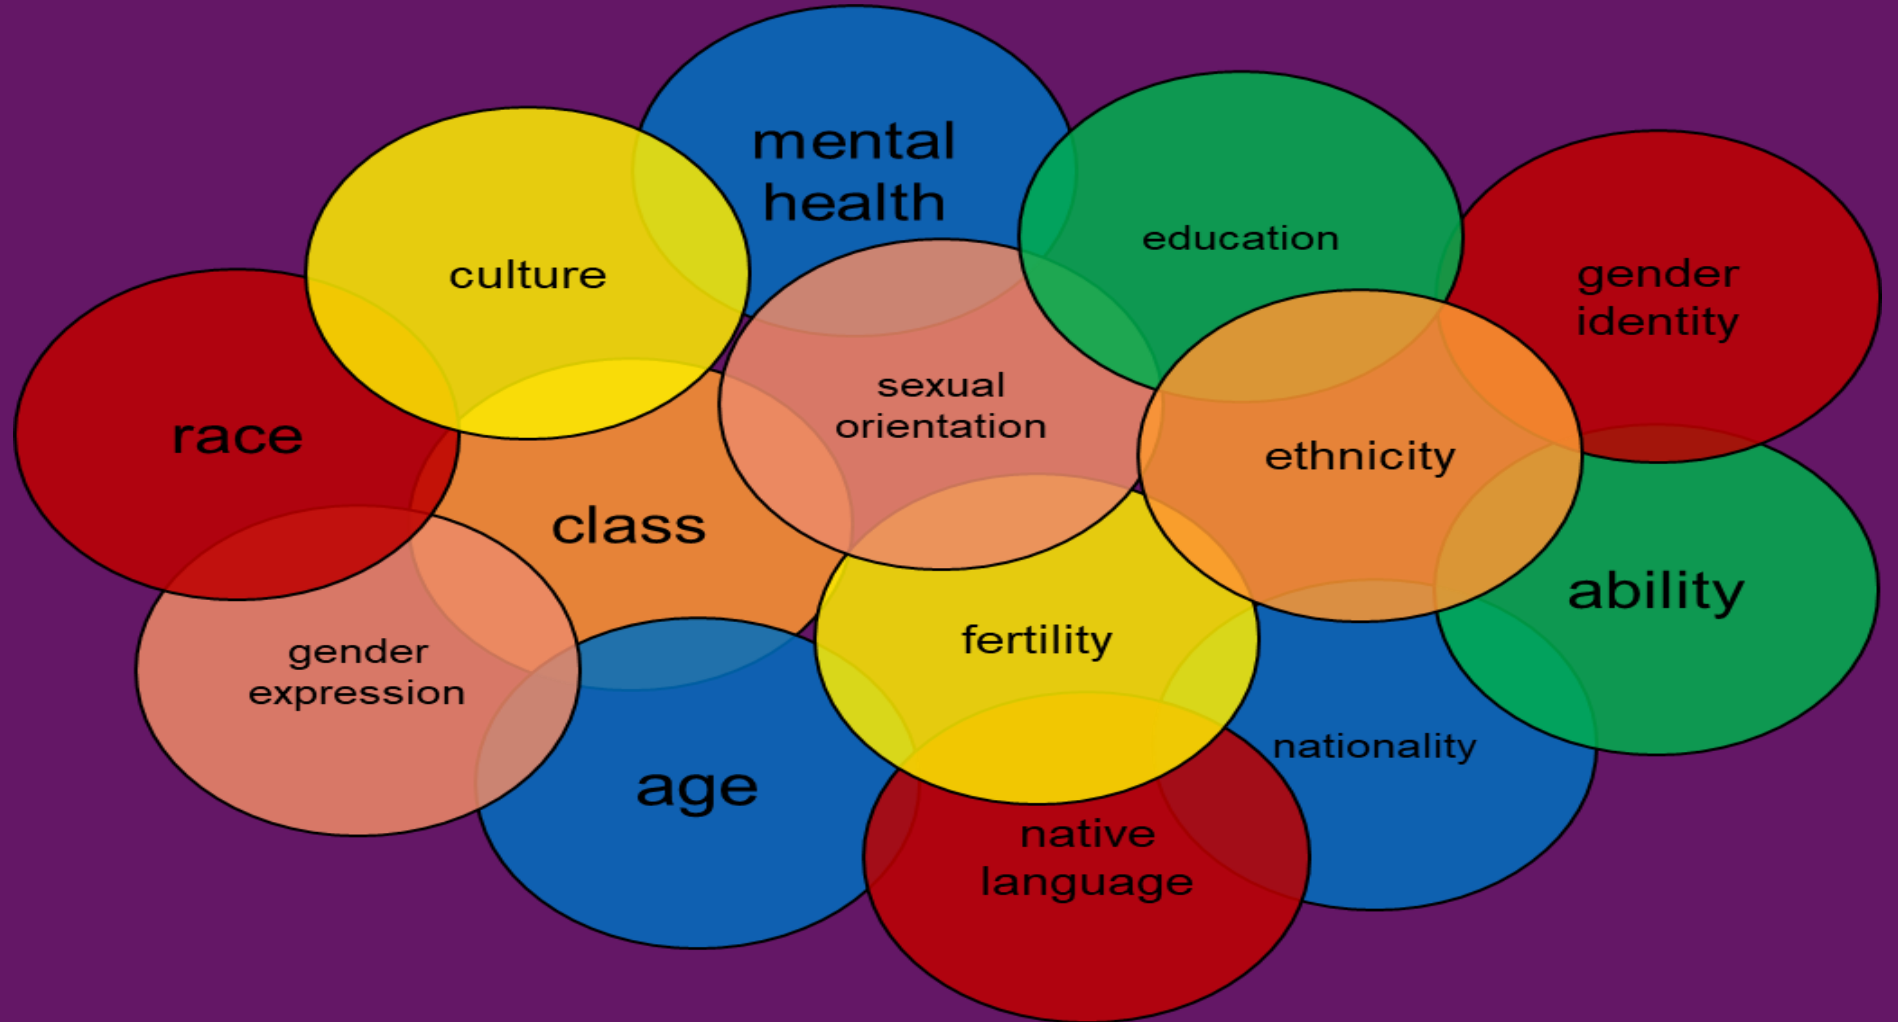 mental
health
culture
education
gender
identity
race
sexual
orientation
ethnicity
class
ability
gender
expression
fertility
age
nationality
native
language